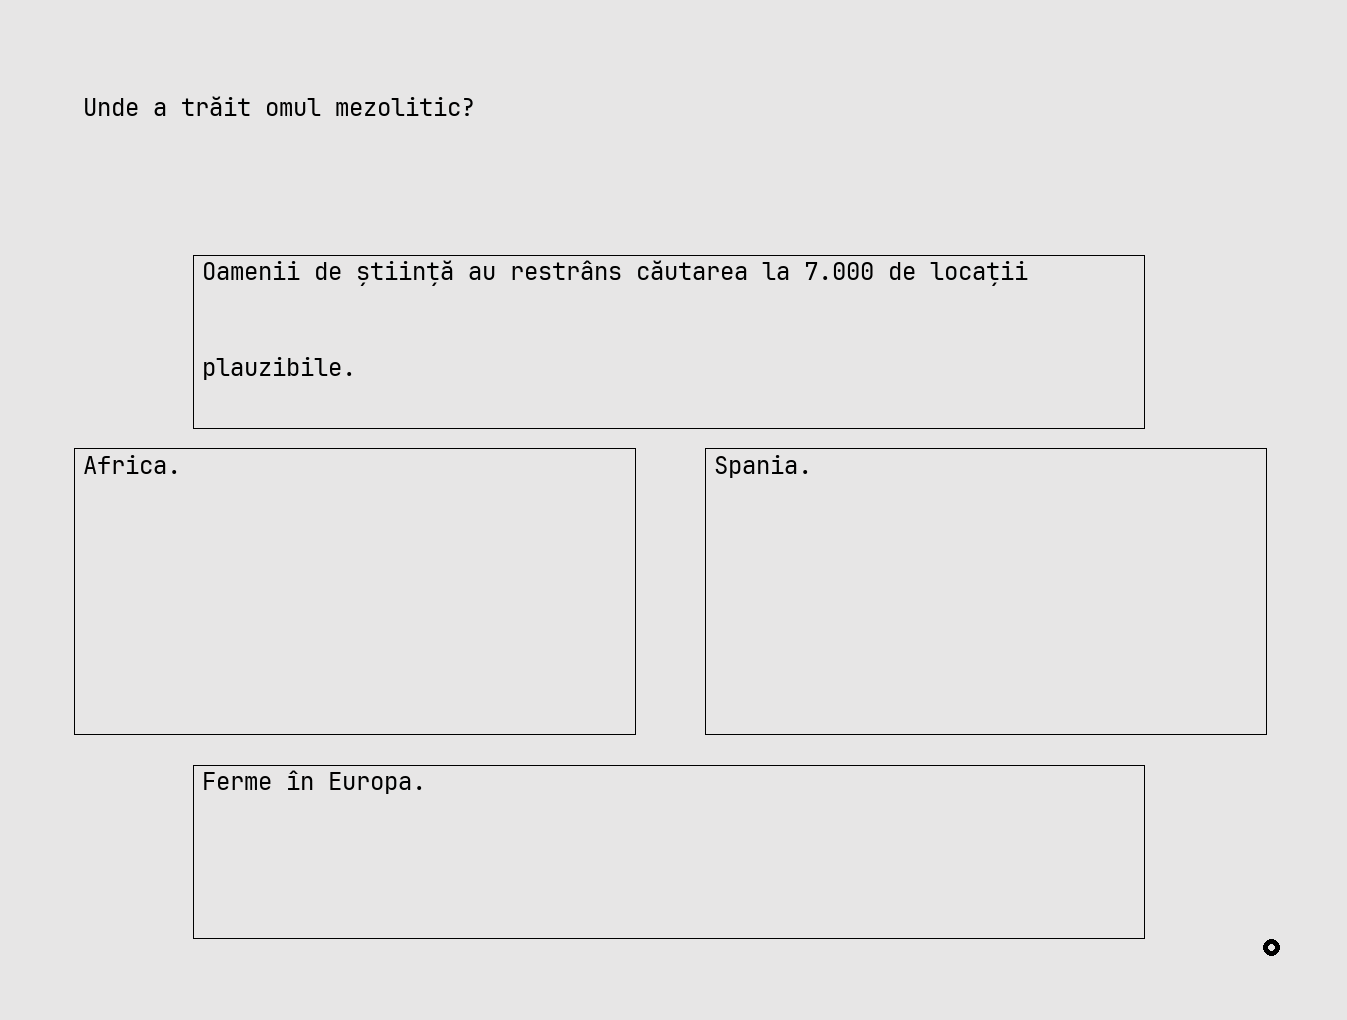 Unde a trăit omul mezolitic?
Oamenii de știință au restrâns căutarea la 7.000 de locații
plauzibile.
Africa.
Spania.
Ferme în Europa.